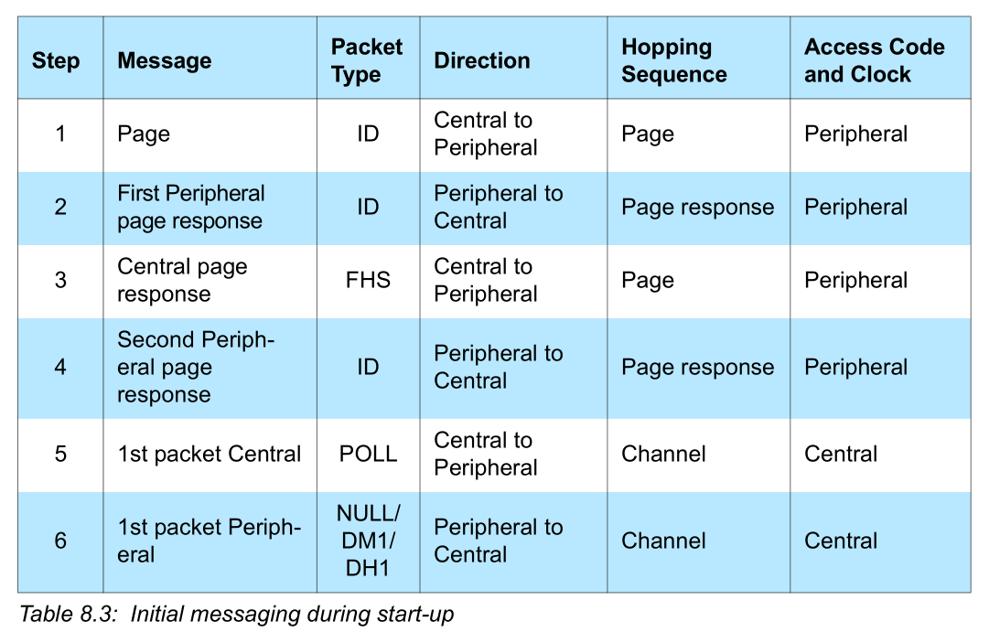 Step Message Packet Type Direction Hopping Sequence Access Code and Clock
1 Page ID Central to Peripheral Page Peripheral
2 First Peripheral page response ID Peripheral to Central Page response Peripheral
3 Central page response FHS Central to Peripheral Page Peripheral
4 Second Periph-eral page response ID Peripheral to Central Page response Peripheral
5 1st packet Central POLL Central to Peripheral Channel Central
6 1st packet Periph-eral NULL/DM1/DH1 Peripheral to Central Channel Central
Table 8.3: Initial messaging during start-up